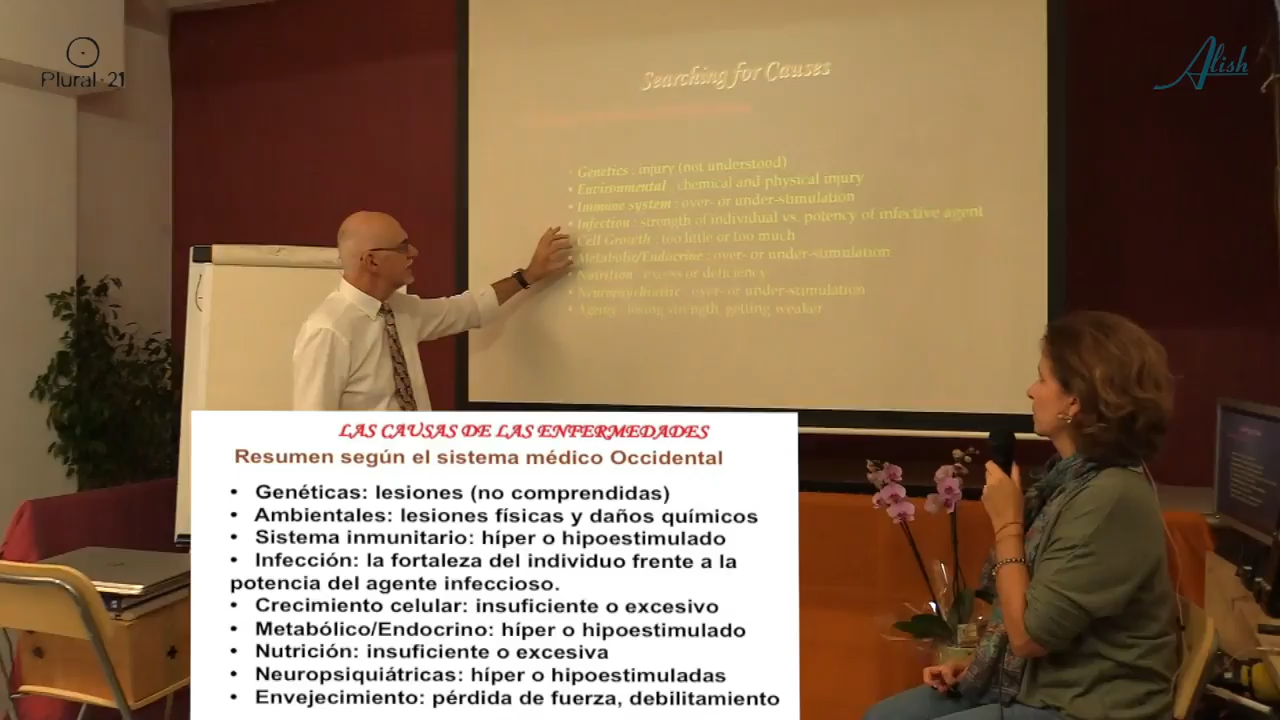 Plural-21
Alish
Searching for Causes
• Genetics : injury (not understood)
• Environmental : chemical and physical injury
• Immune system : over- or under-stimulation
• Infection : strength of individual vs. potency of infective agent
• Cell Growth : too little or too much
• Metabolic/Endocrine : over- or under-stimulation
• Nutrition : excess or deficiency
• Neuropsychiatric : over- or under-stimulation
• Ageing : losing strength, getting weaker
LAS CAUSAS DE LAS ENFERMEDADES
Resumen según el sistema médico Occidental
• Genéticas: lesiones (no comprendidas)
• Ambientales: lesiones físicas y daños químicos
• Sistema inmunitario: híper o hipoestimulado
• Infección: la fortaleza del individuo frente a la
potencia del agente infeccioso.
• Crecimiento celular: insuficiente o excesivo
• Metabólico/Endocrino: híper o hipoestimulado
• Nutrición: insuficiente o excesiva
• Neuropsiquiátricas: híper o hipoestimuladas
• Envejecimiento: pérdida de fuerza, debilitamiento